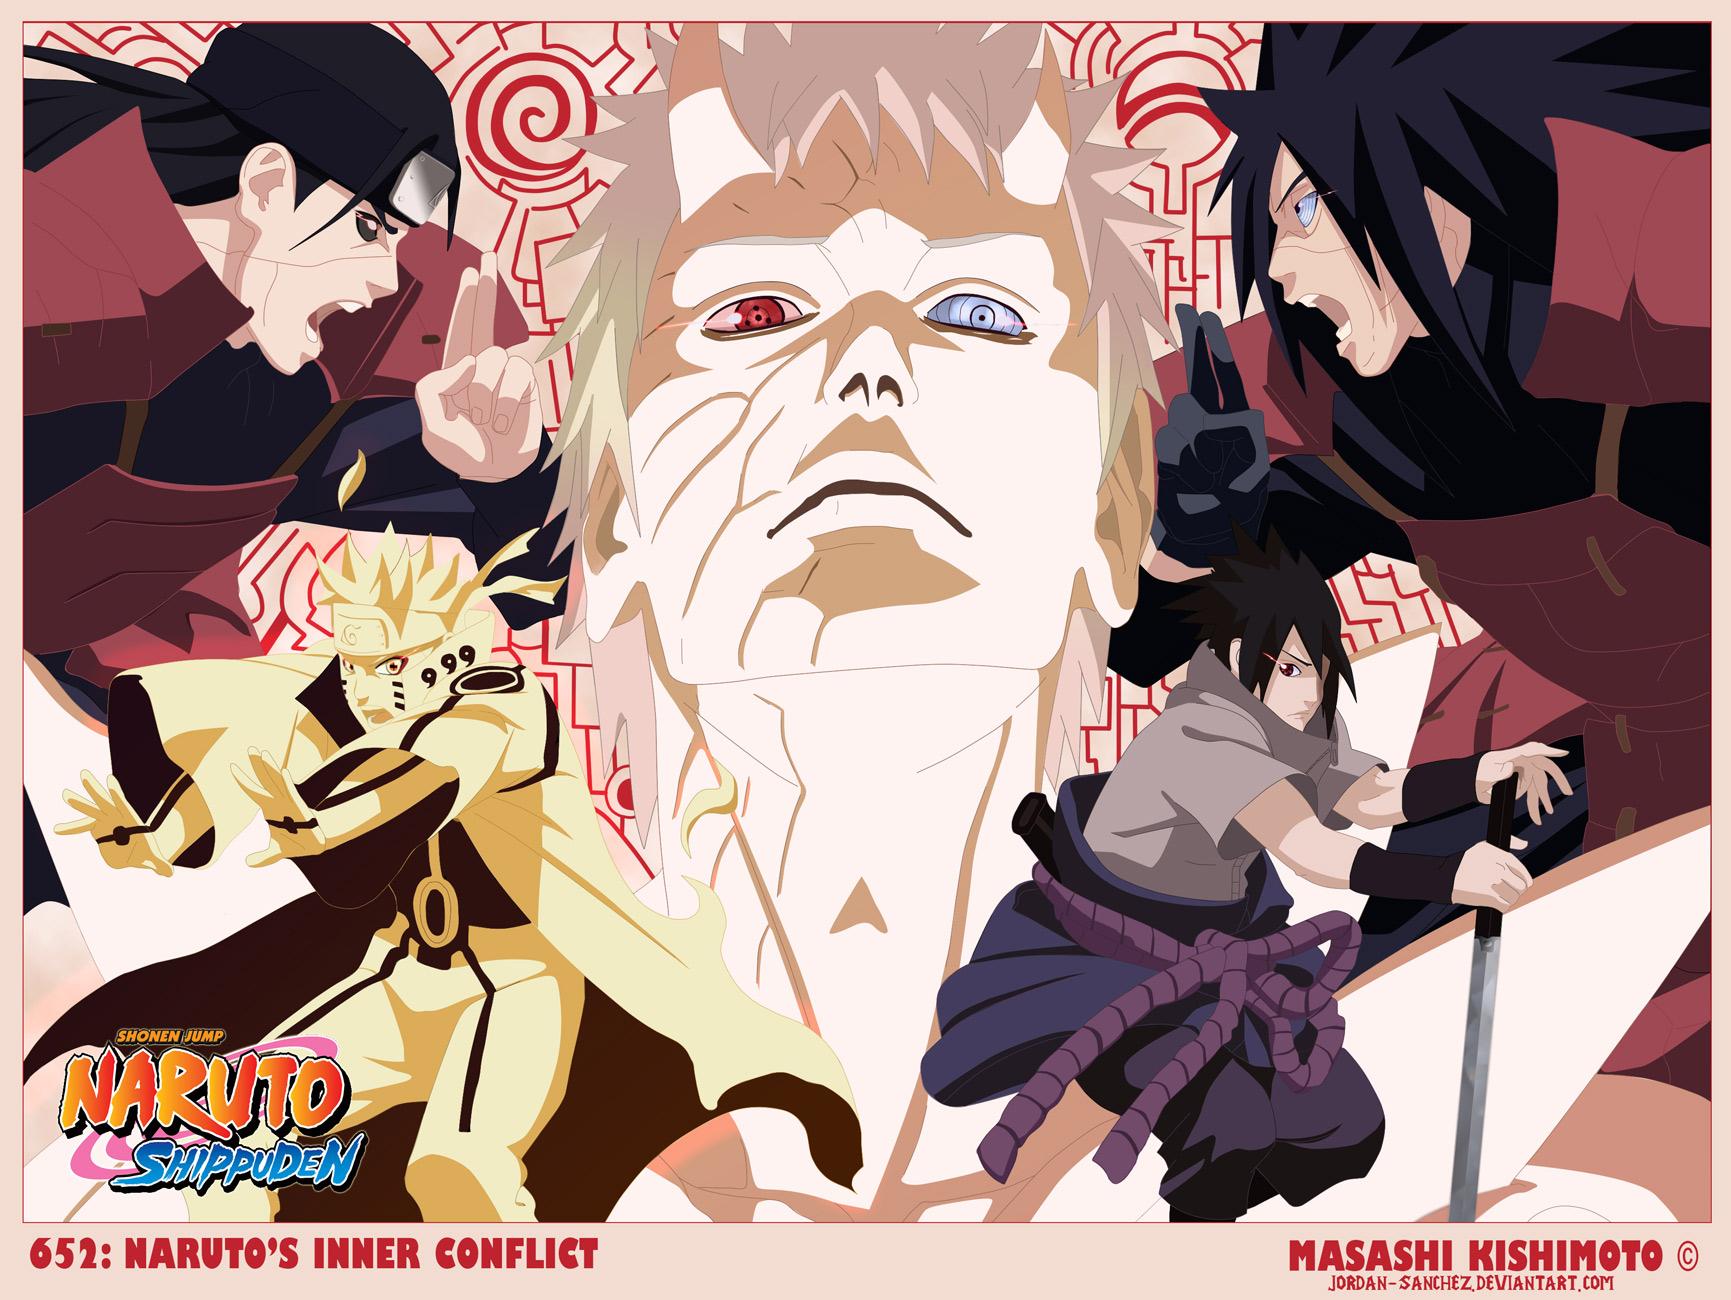 SHONEN JUMP
NARUTO
SHIPPUDEN
652: NARUTO'S INNER CONFLICT
MASASHI KISHIMOTO ©
JORDAN-SANCHEZ.DEVIANTART.COM